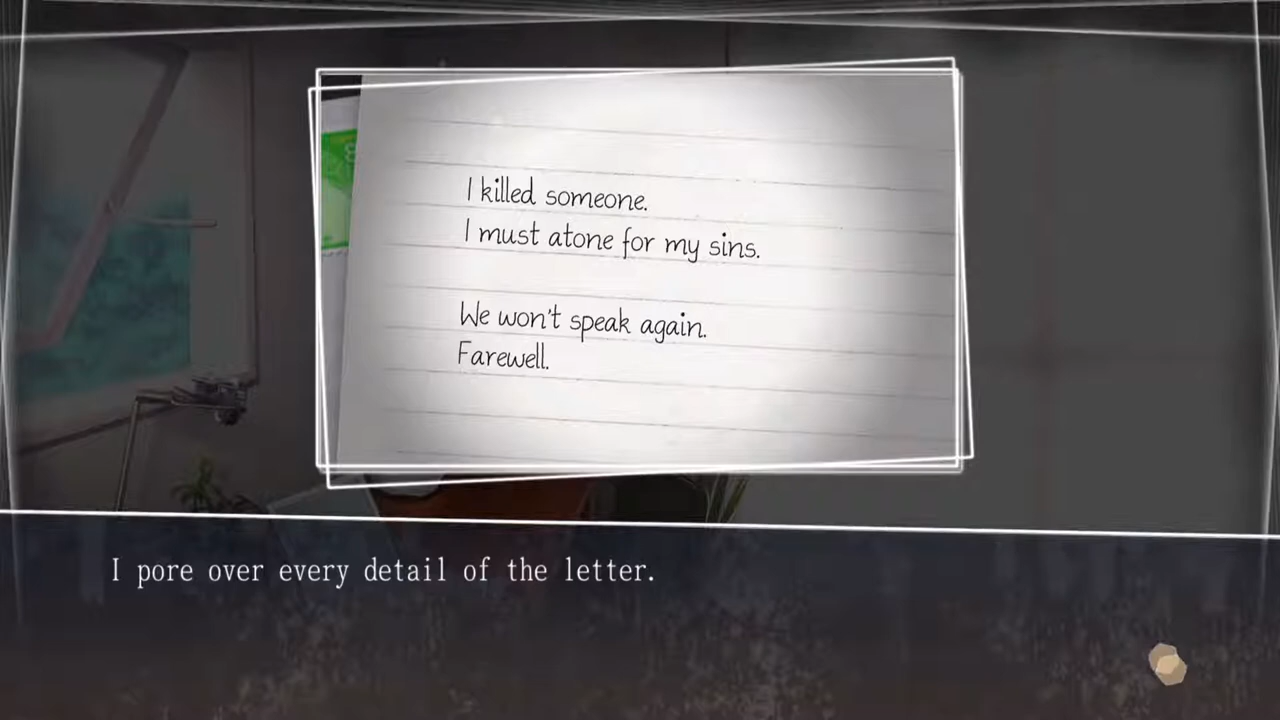 I killed someone.
I must atone for my sins.
We won't speak again.
Farewell.
I pore over every detail of the letter.